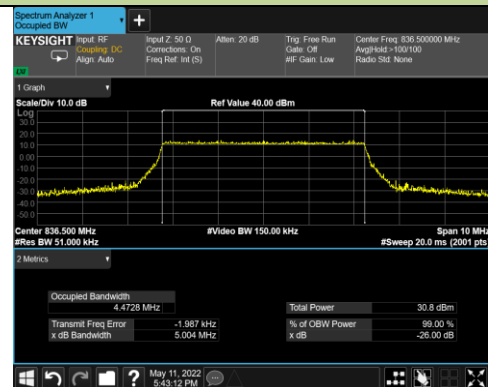 Spectrum Analyzer 1
Occupied BW
+
KEYSIGHT Input: RF Input Z: 50 Ω Atten: 20 dB Trig: Free Run Center Freq: 836.500000 MHz
Coupling: DC Corrections: On Gate: Off Avg|Hold:>100/100
Align: Auto Freq Ref: Int (S) #IF Gain: Low Radio Std: None
1 Graph
Scale/Div 10.0 dB Ref Value 40.00 dBm
Log
30.0
20.0
10.0
0.00
-10.0
-20.0
-30.0
-40.0
-50.0
Center 836.500 MHz #Video BW 150.00 kHz Span 10 MHz
#Res BW 51.000 kHz #Sweep 20.0 ms (2001 pts
2 Metrics
Occupied Bandwidth
4.4728 MHz Total Power 30.8 dBm
Transmit Freq Error -1.987 kHz % of OBW Power 99.00 %
x dB Bandwidth 5.004 MHz x dB -26.00 dB
? May 11, 2022
5:43:12 PM